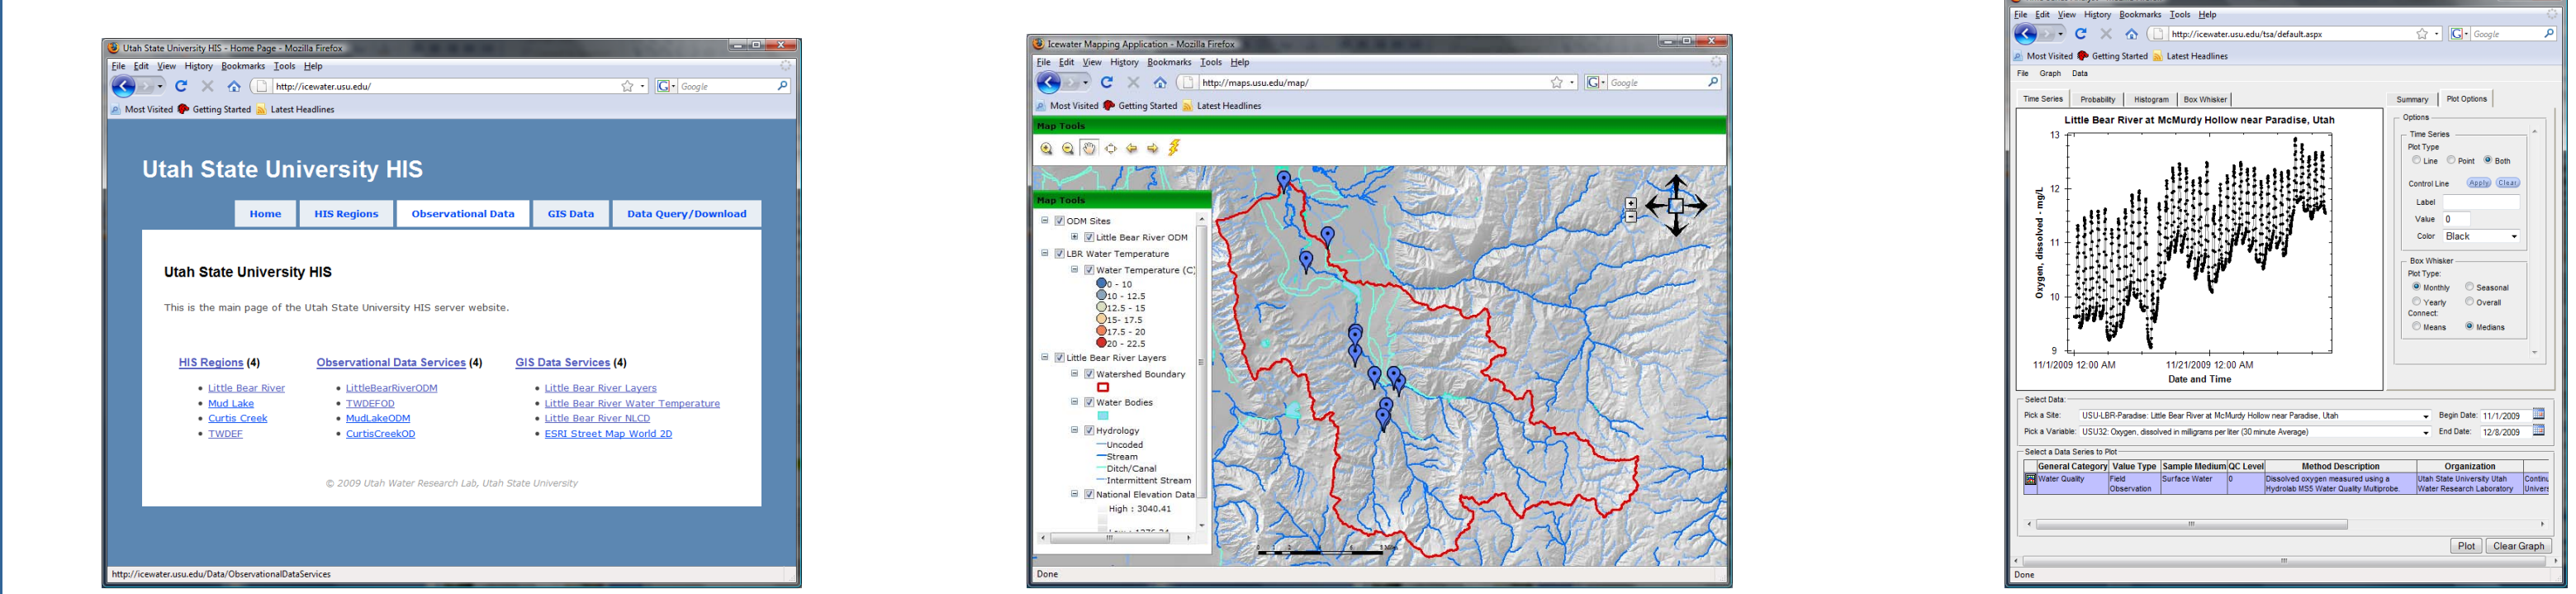 Utah State University HIS - Home Page - Mozilla Firefox
File Edit View History Bookmarks Tools Help
http://icewater.usu.edu/
Google
Most Visited Getting Started Latest Headlines
Utah State University HIS
Home HIS Regions Observational Data GIS Data Data Query/Download
Utah State University HIS
This is the main page of the Utah State University HIS server website.
HIS Regions (4) Observational Data Services (4) GIS Data Services (4)
Little Bear River LittleBearRiverODM Little Bear River Layers
Mud Lake TWDEFOD Little Bear River Water Temperature
Curtis Creek MudLakeODM Little Bear River NLCD
TWDEF CurtisCreekOD ESRI Street Map World 2D
© 2009 Utah Water Research Lab, Utah State University
http://icewater.usu.edu/Data/ObservationalDataServices
Icewater Mapping Application - Mozilla Firefox
File Edit View History Bookmarks Tools Help
http://maps.usu.edu/map/
Google
Most Visited Getting Started Latest Headlines
Map Tools
Map Tools
ODM Sites
Little Bear River ODM
LBR Water Temperature
Water Temperature (C)
0 - 10
10 - 12.5
12.5 - 15
15- 17.5
17.5 - 20
20 - 22.5
Little Bear River Layers
Watershed Boundary
Water Bodies
Hydrology
Uncoded
Stream
Ditch/Canal
Intermittent Stream
National Elevation Data
High : 3040.41
Done
File Edit View History Bookmarks Tools Help
http://icewater.usu.edu/tsa/default.aspx
Google
Most Visited Getting Started Latest Headlines
File Graph Data
Time Series Probability Histogram Box Whisker
Summary Plot Options
Little Bear River at McMurdy Hollow near Paradise, Utah
Oxygen, dissolved - mg/L
13
12
11
10
9
11/1/2009 12:00 AM 11/21/2009 12:00 AM
Date and Time
Options
Time Series
Plot Type
Line Point Both
Control Line Apply Clear
Label
Value 0
Color Black
Box Whisker
Plot Type:
Monthly Seasonal
Yearly Overall
Connect:
Means Medians
Select Data:
Pick a Site: USU-LBR-Paradise: Little Bear River at McMurdy Hollow near Paradise, Utah Begin Date: 11/1/2009
Pick a Variable: USU32: Oxygen, dissolved in milligrams per liter (30 minute Average) End Date: 12/8/2009
Select a Data Series to Plot
General Category Value Type Sample Medium QC Level Method Description Organization
Water Quality Field Surface Water 0 Dissolved oxygen measured using a Utah State University Utah Continu
Observation Hydrolab MS5 Water Quality Multiprobe. Water Research Laboratory Univers
Plot Clear Graph
Done